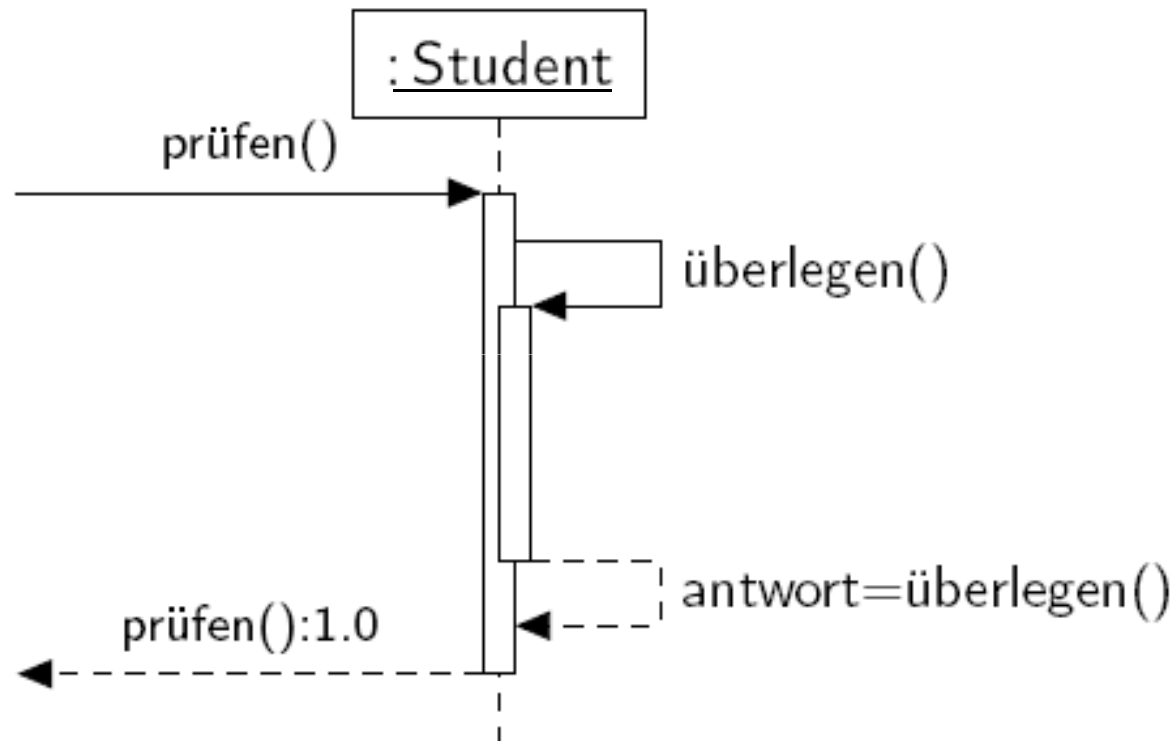 : Student
prüfen()
überlegen()
antwort=überlegen()
prüfen():1.0